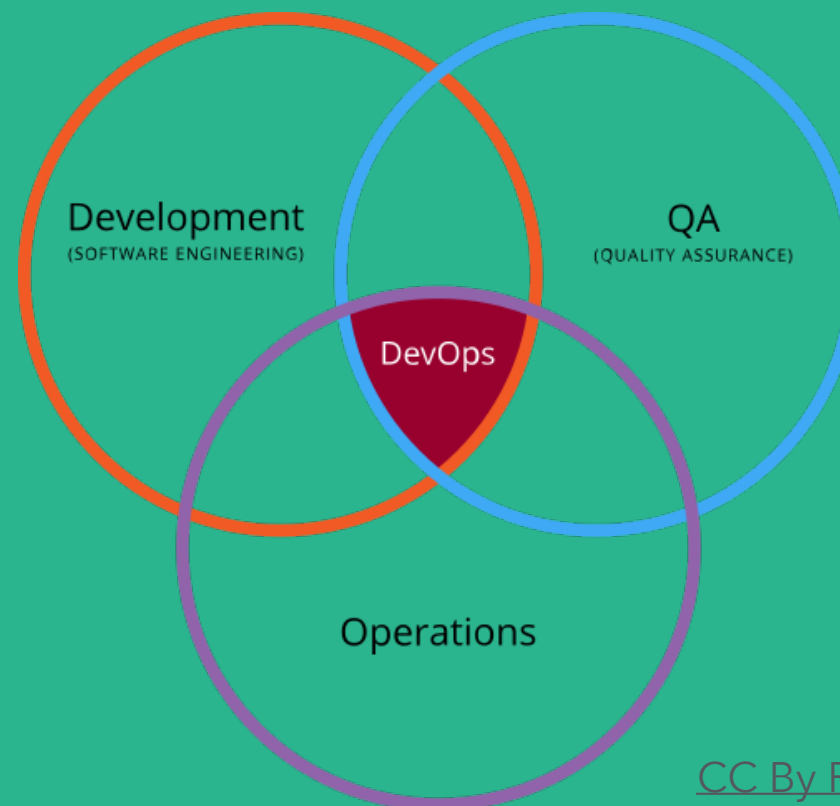 Development
(SOFTWARE ENGINEERING)
QA
(QUALITY ASSURANCE)
DevOps
Operations
CC By